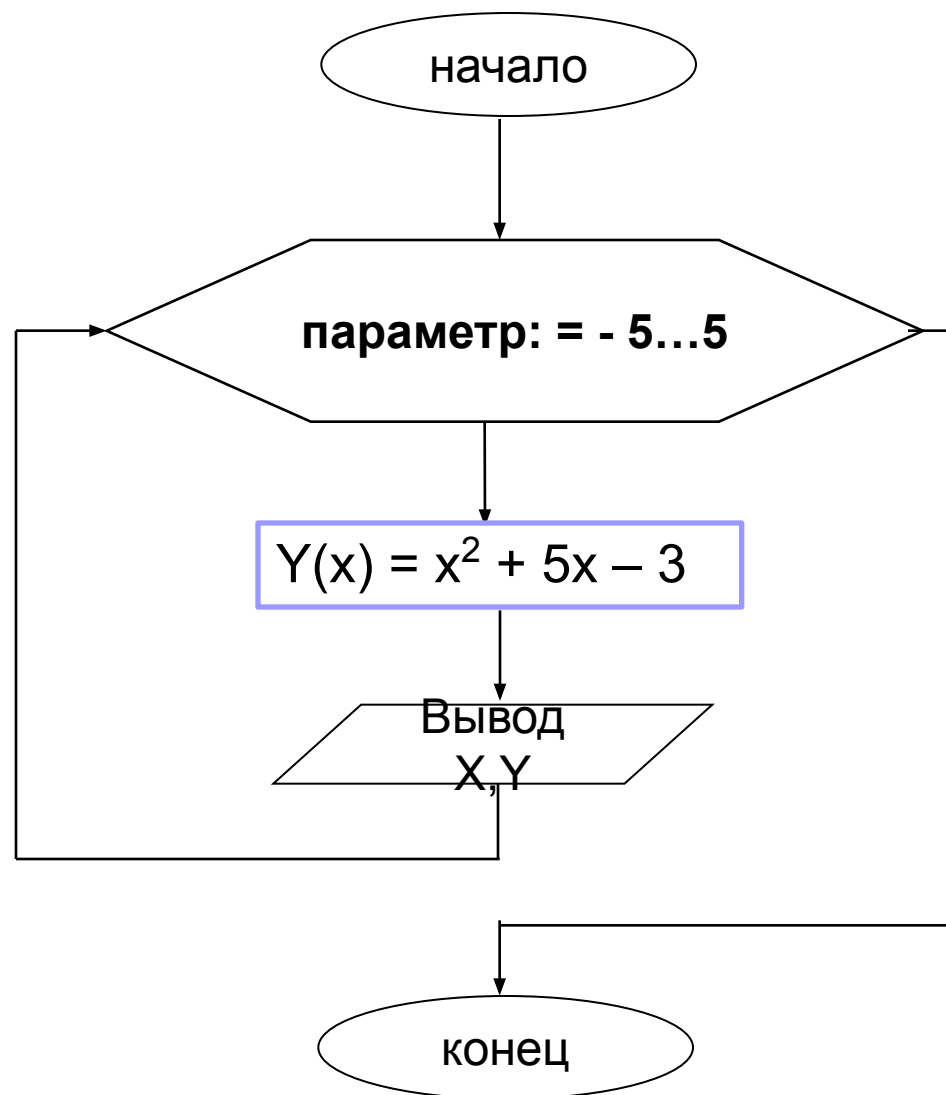 начало
параметр: = - 5…5
Y(x) = x² + 5x – 3
Вывод
X,Y
конец